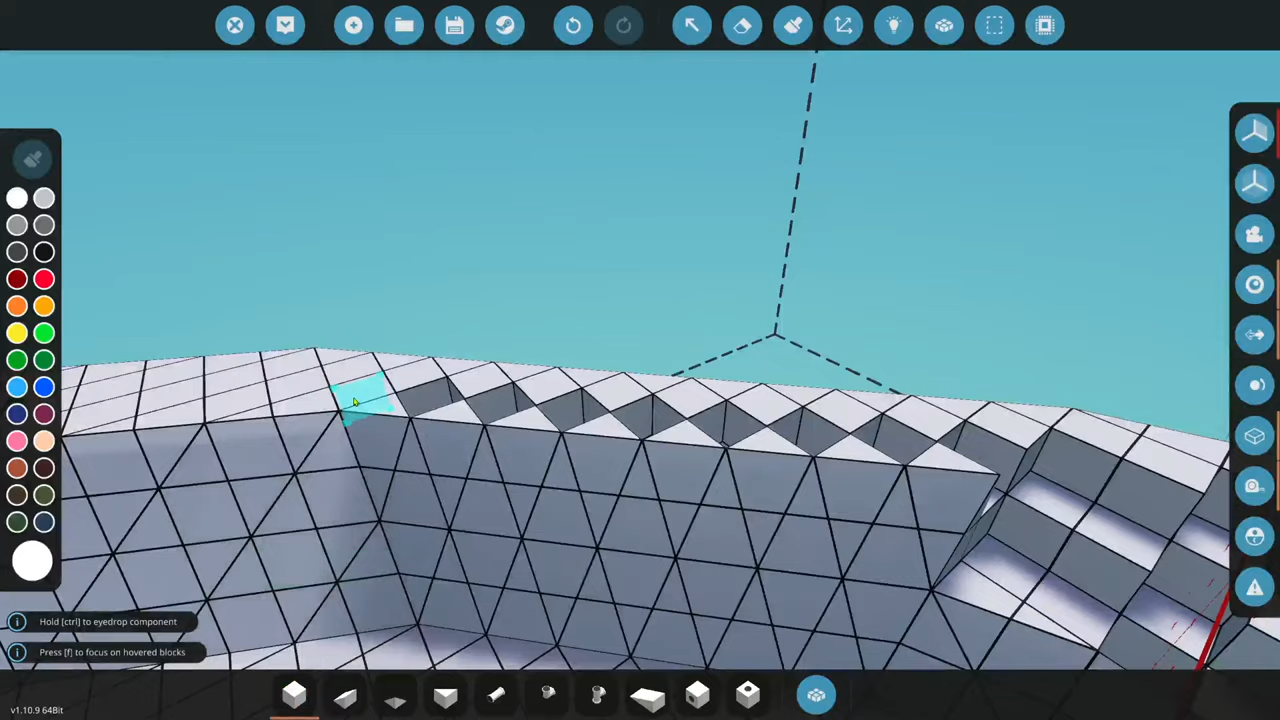 Hold [ctrl] to eyedrop component
Press [f] to focus on hovered blocks
v1.10.9 64Bit